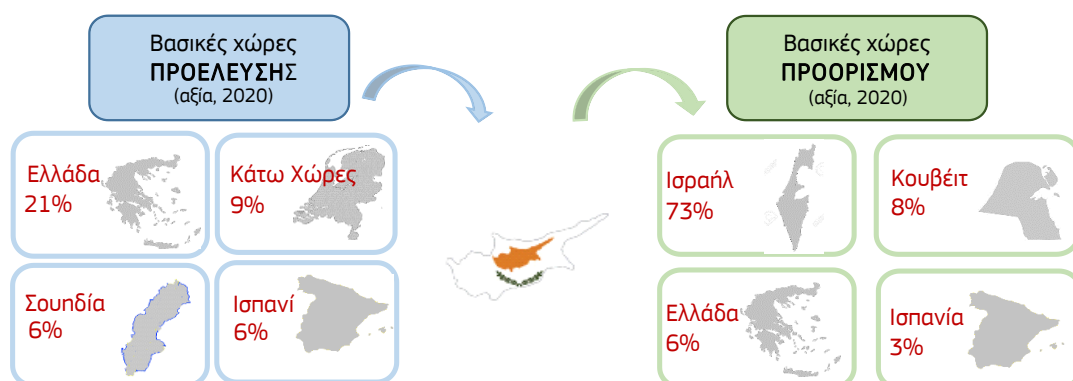 Βασικές χώρες
ΠΡΟΕΛΕΥΣΗΣ
(αξία, 2020)
Ελλάδα
21%
Κάτω Χώρες
9%
Σουηδία
6%
Ισπανί
6%
Βασικές χώρες
ΠΡΟΟΡΙΣΜΟΥ
(αξία, 2020)
Ισραήλ
73%
Κουβέιτ
8%
Ελλάδα
6%
Ισπανία
3%